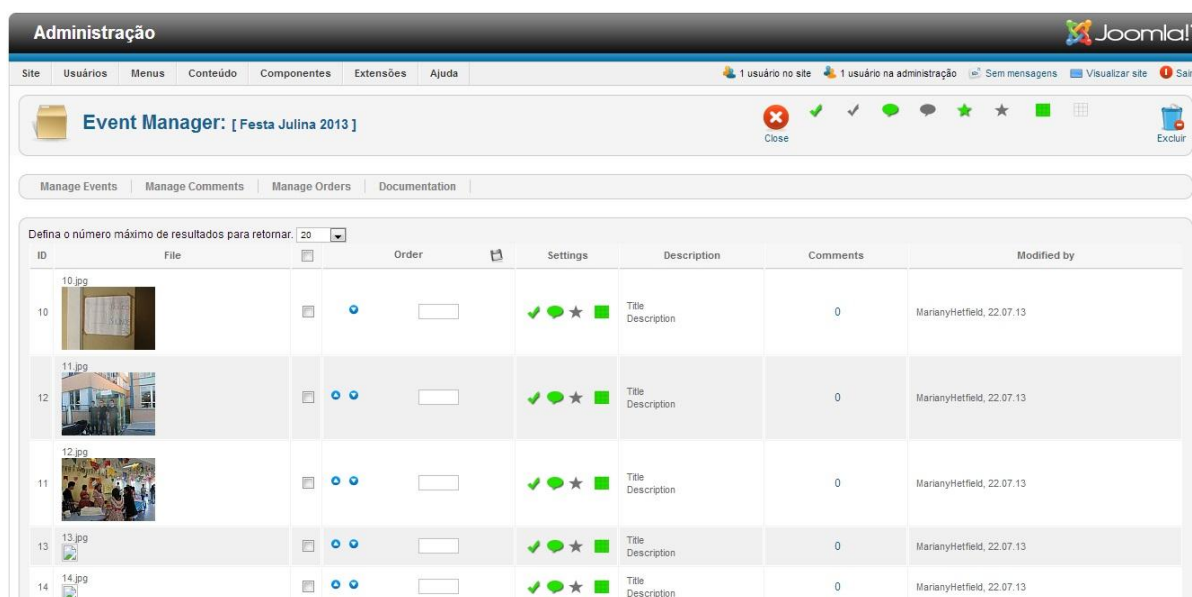 Administração
Joomla!
Site Usuários Menus Conteúdo Componentes Extensões Ajuda
1 usuário no site 1 usuário na administração Sem mensagens Visualizar site Sair
Event Manager: [ Festa Julina 2013 ]
Close
Excluir
Manage Events Manage Comments Manage Orders Documentation
Defina o número máximo de resultados para retornar. 20
ID File Order Settings Description Comments Modified by
10.jpg
10 Title 0 MarianyHetfield, 22.07.13
Description
11.jpg
12 Title 0 MarianyHetfield, 22.07.13
Description
12.jpg
11 Title 0 MarianyHetfield, 22.07.13
Description
13.jpg
13 Title 0 MarianyHetfield, 22.07.13
Description
14.jpg
14 Title 0 MarianyHetfield, 22.07.13
Description